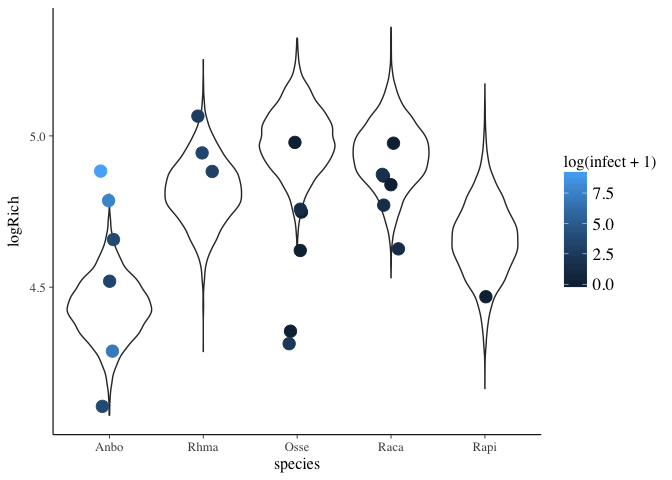 logRich
5.0
4.5
Anbo
Rhma
Osse
Raca
Rapi
species
log(infect + 1)
7.5
5.0
2.5
0.0